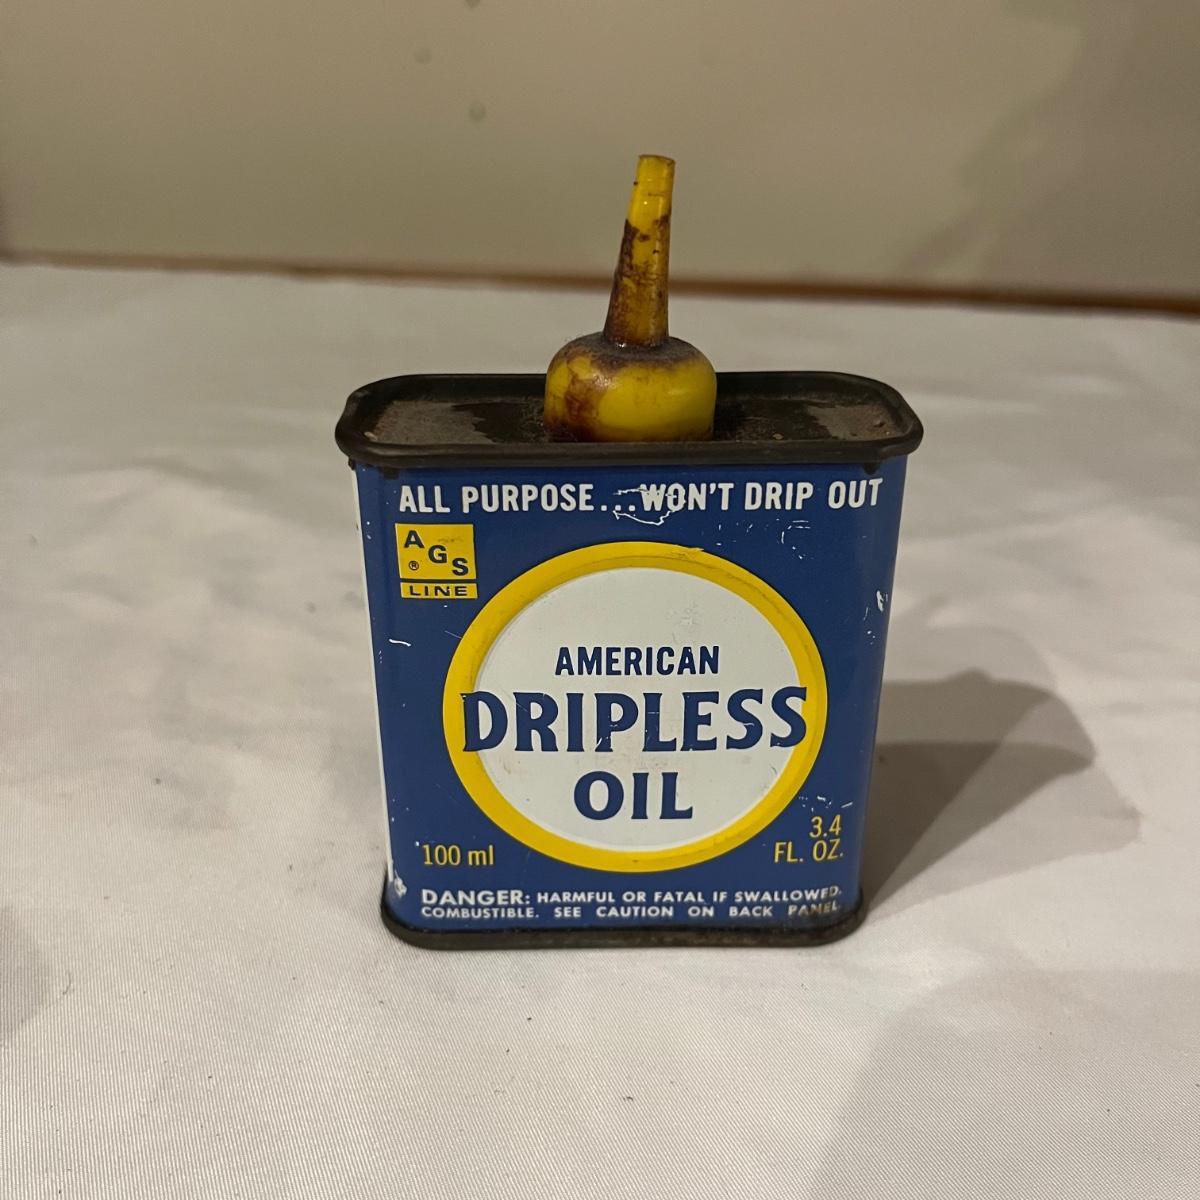 ALL PURPOSE...WON'T DRIP OUT
A
G
S
®
LINE
AMERICAN
DRIPLESS
OIL
100 ml
3.4
FL. OZ.
DANGER: HARMFUL OR FATAL IF SWALLOWED.
COMBUSTIBLE. SEE CAUTION ON BACK PANEL.